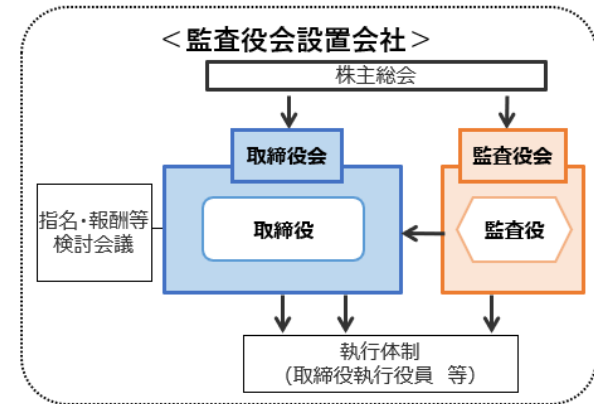 ＜監査役会設置会社＞
株主総会
取締役会
監査役会
指名・報酬等
検討会議
取締役
監査役
執行体制
（取締役執行役員　等）